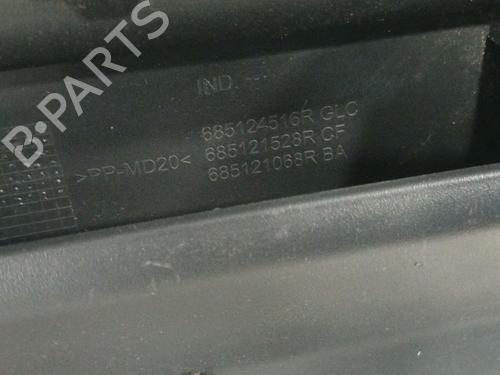 B-PARTS
IND.
685124516R GLC
>PP-MD20< 685121528R CF
685121068R BA